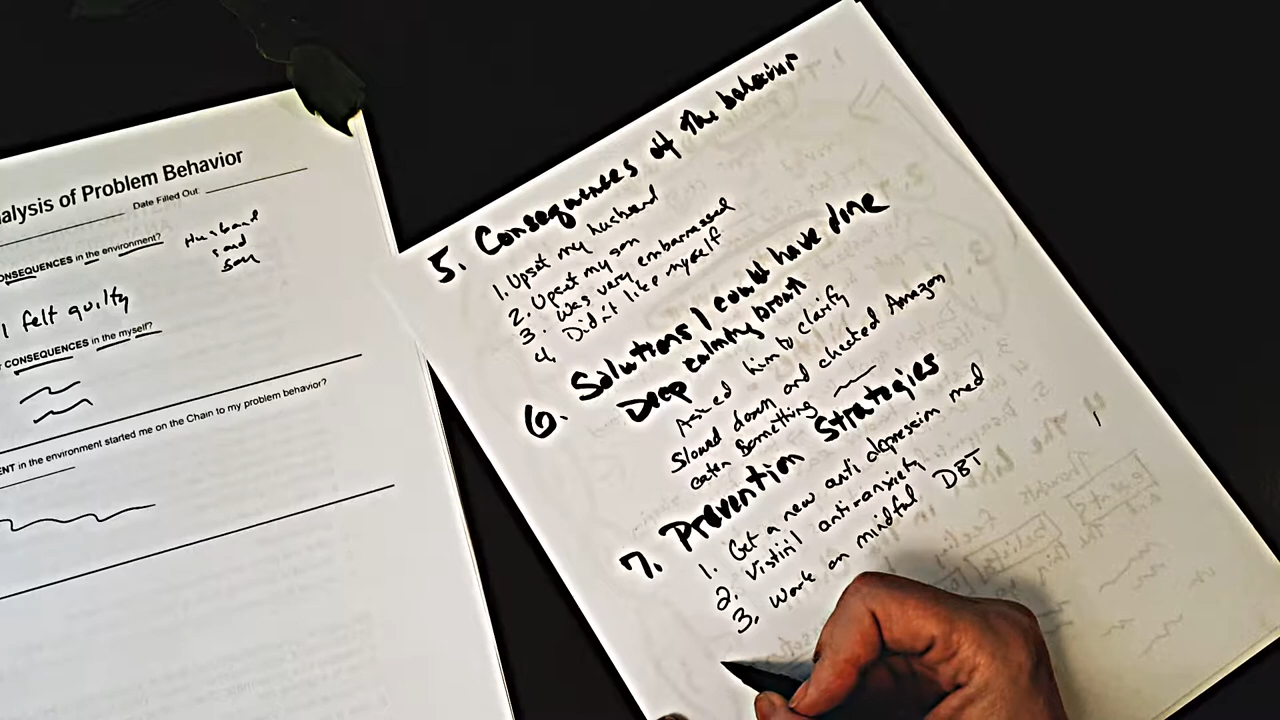 alysis of Problem Behavior
Date Filled Out:
ONSEQUENCES in the environment?
Husband
and
Son
I felt guilty
CONSEQUENCES in the myself?
ENT in the environment started me on the Chain to my problem behavior?
5. Consequences of the behavior
1. Upset my husband
2. Upset my son
3. Was very embarrassed
4. Didn't like myself
6. Solutions I could have done
Deep calming breath
Asked him to clarify
Slowed down and checked Amazon
eaten something
7. Prevention Strategies
1. Get a new anti depression med
2. Vistiril anti-anxiety
3. Work on mindful DBT